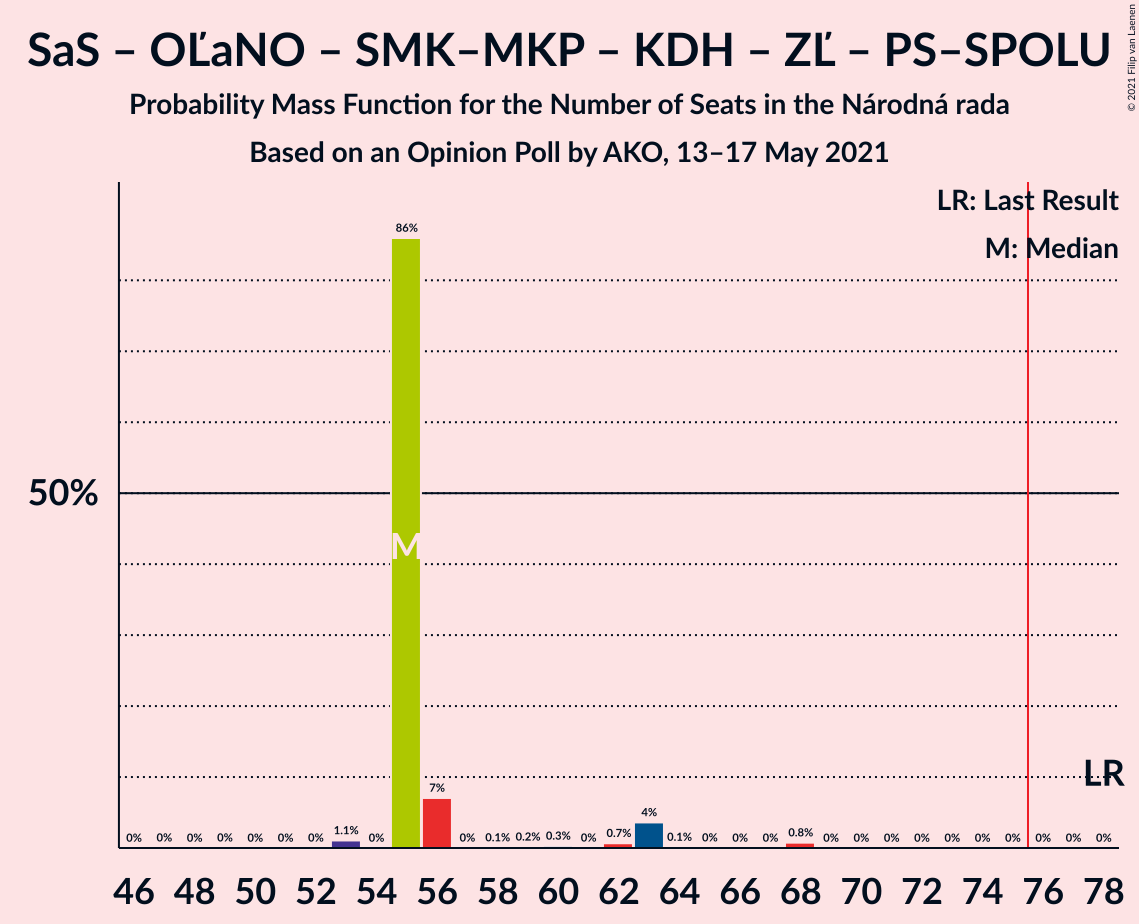 SaS – OĽaNO – SMK–MKP – KDH – ZĽ – PS–SPOLU
Probability Mass Function for the Number of Seats in the Národná rada
Based on an Opinion Poll by AKO, 13–17 May 2021
© 2021 Filip van Laenen
LR: Last Result
M: Median
86%
50%
M
LR
0% 0% 0% 0% 0% 0% 0% 1.1% 0% 7% 0% 0.1% 0.2% 0.3% 0% 0.7% 4% 0.1% 0% 0% 0% 0.8% 0% 0% 0% 0% 0% 0% 0% 0% 0% 0%
46 48 50 52 54 56 58 60 62 64 66 68 70 72 74 76 78